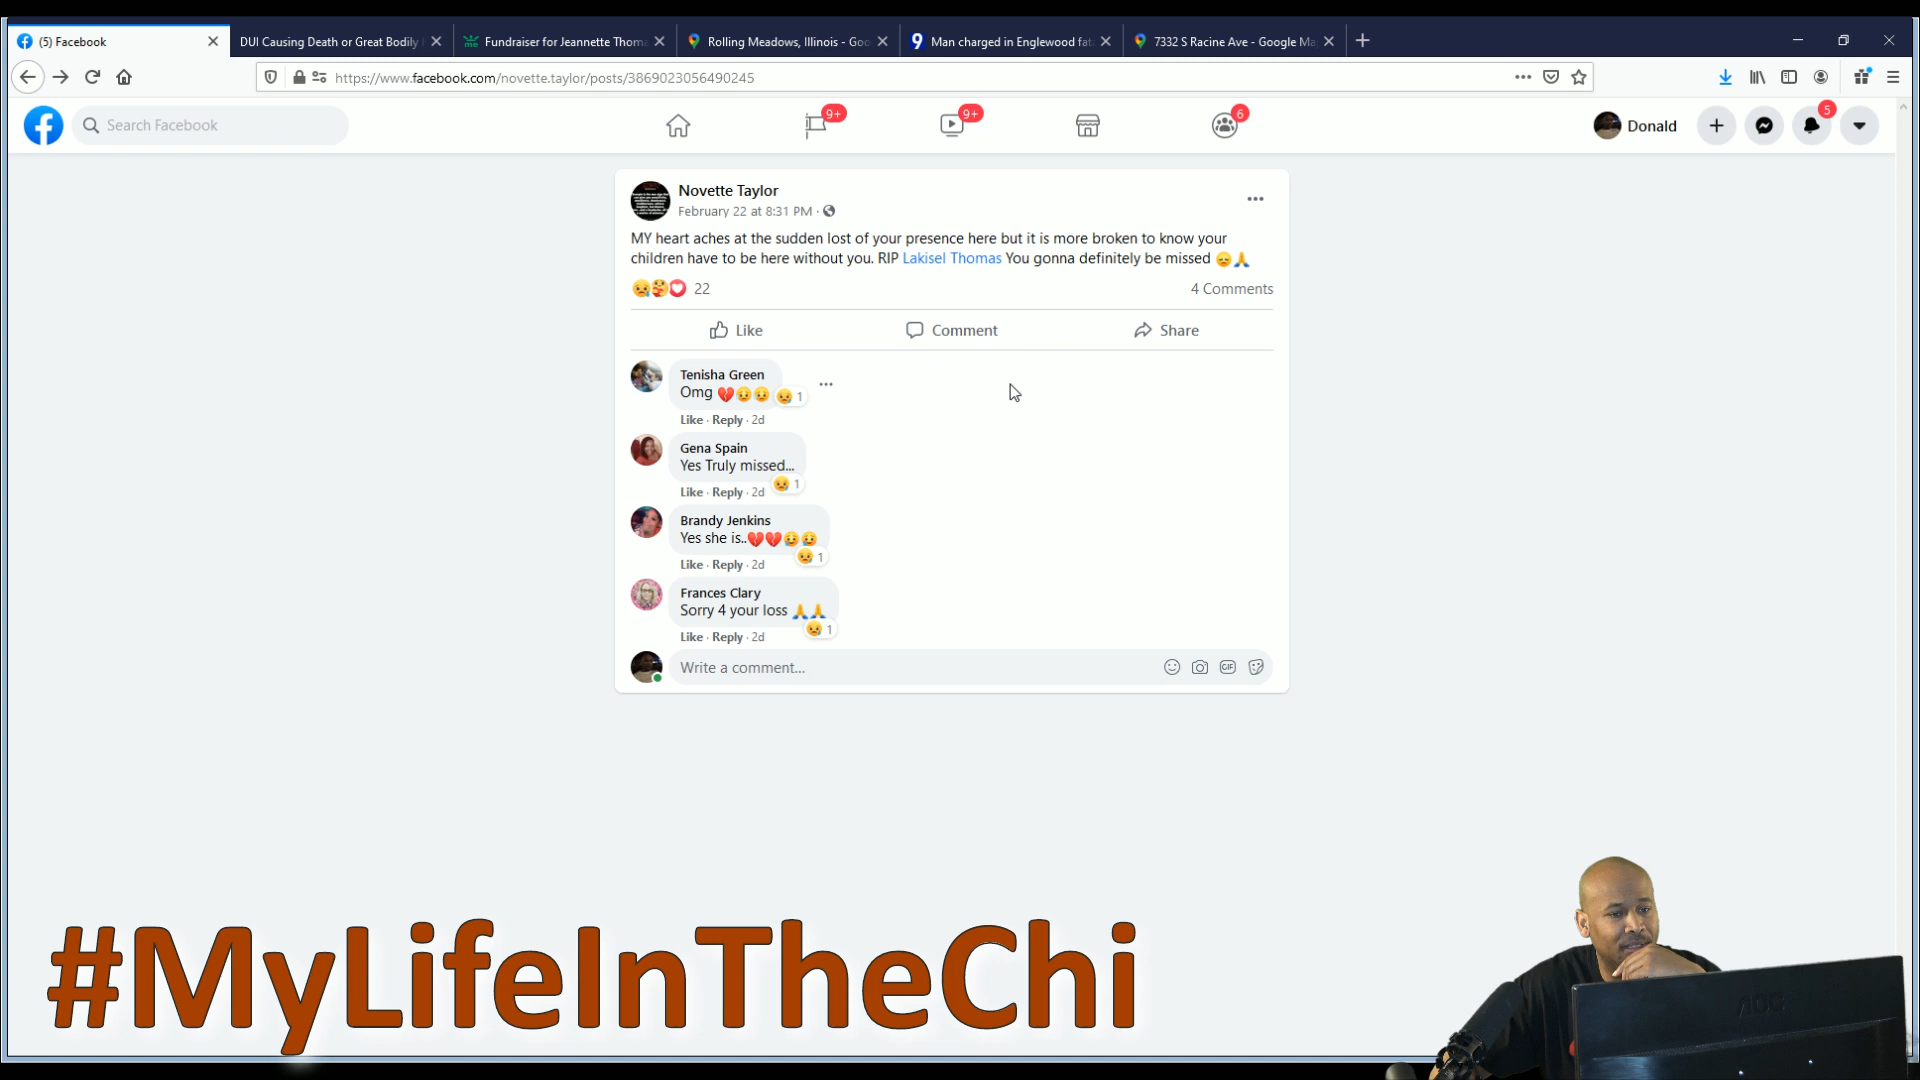 (5) Facebook
DUI Causing Death or Great Bodily
Fundraiser for Jeannette Thom
Rolling Meadows, Illinois - Goo
Man charged in Englewood fat
7332 S Racine Ave - Google Ma
https://www.facebook.com/novette.taylor/posts/3869023056490245
Search Facebook
9+
9+
6
Donald
5
Novette Taylor
February 22 at 8:31 PM ·
MY heart aches at the sudden lost of your presence here but it is more broken to know your
children have to be here without you. RIP Lakisel Thomas You gonna definitely be missed 😔🙏
22
4 Comments
Like
Comment
Share
Tenisha Green
Omg 💔😥😥
1
Like · Reply · 2d
Gena Spain
Yes Truly missed...
1
Like · Reply · 2d
Brandy Jenkins
Yes she is..💔💔😢😢
1
Like · Reply · 2d
Frances Clary
Sorry 4 your loss 🙏🙏
1
Like · Reply · 2d
Write a comment...
GIF
#MyLifeInTheChi
AOC